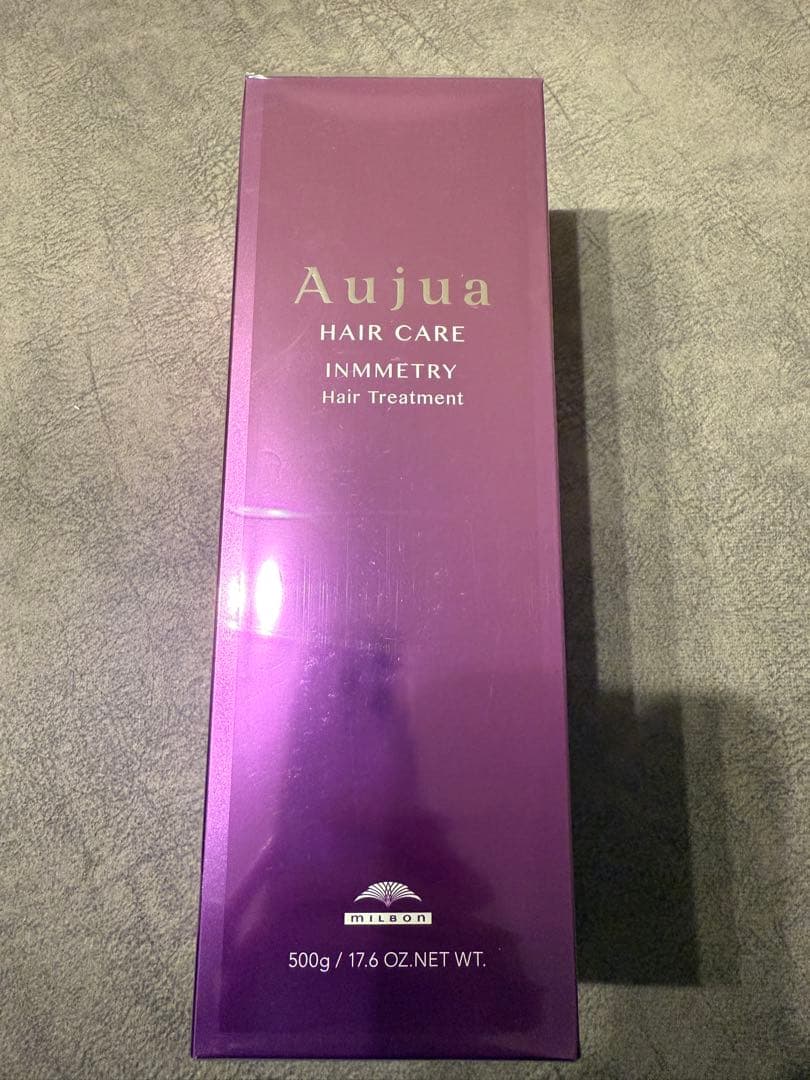 Aujua
HAIR CARE
INMMETRY
Hair Treatment
MILBON
500g / 17.6 OZ.NET WT.